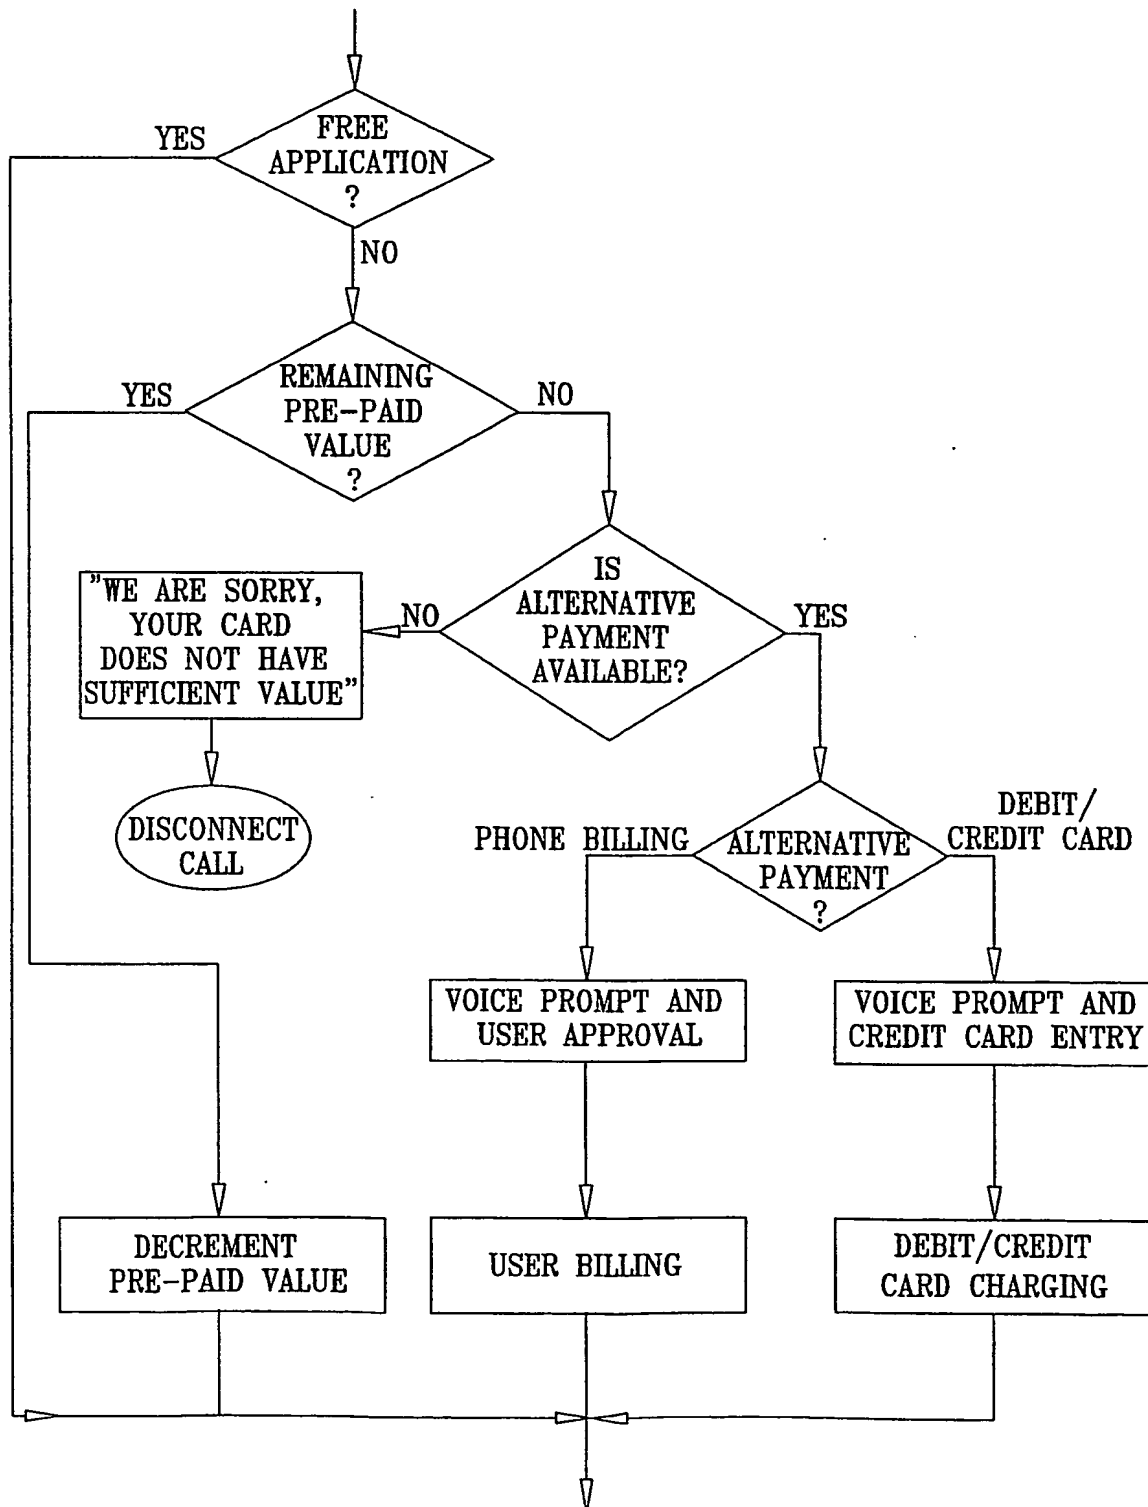 YES
FREE
APPLICATION
?
NO
YES
REMAINING
PRE-PAID
VALUE
?
NO
"WE ARE SORRY,
YOUR CARD
DOES NOT HAVE
SUFFICIENT VALUE"
NO
IS
ALTERNATIVE
PAYMENT
AVAILABLE?
YES
DISCONNECT
CALL
PHONE BILLING
ALTERNATIVE
PAYMENT
?
DEBIT/
CREDIT CARD
VOICE PROMPT AND
USER APPROVAL
VOICE PROMPT AND
CREDIT CARD ENTRY
DECREMENT
PRE-PAID VALUE
USER BILLING
DEBIT/CREDIT
CARD CHARGING